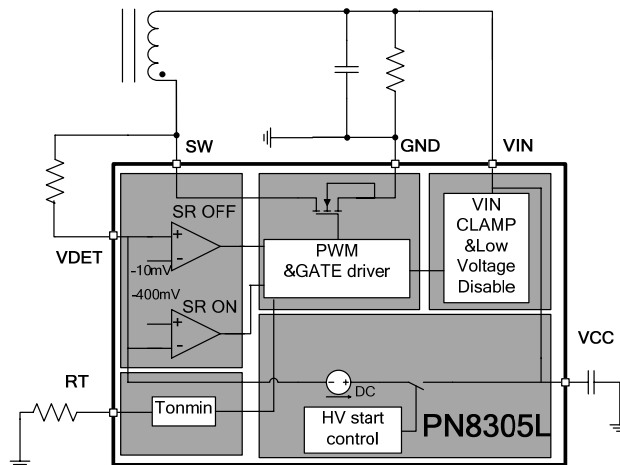 SW
GND
VIN
SR OFF
+
-
VDET
-10mV
-400mV
SR ON
+
-
PWM
&GATE driver
VIN
CLAMP
&Low
Voltage
Disable
VCC
RT
Tonmin
- +
DC
HV start
control
PN8305L